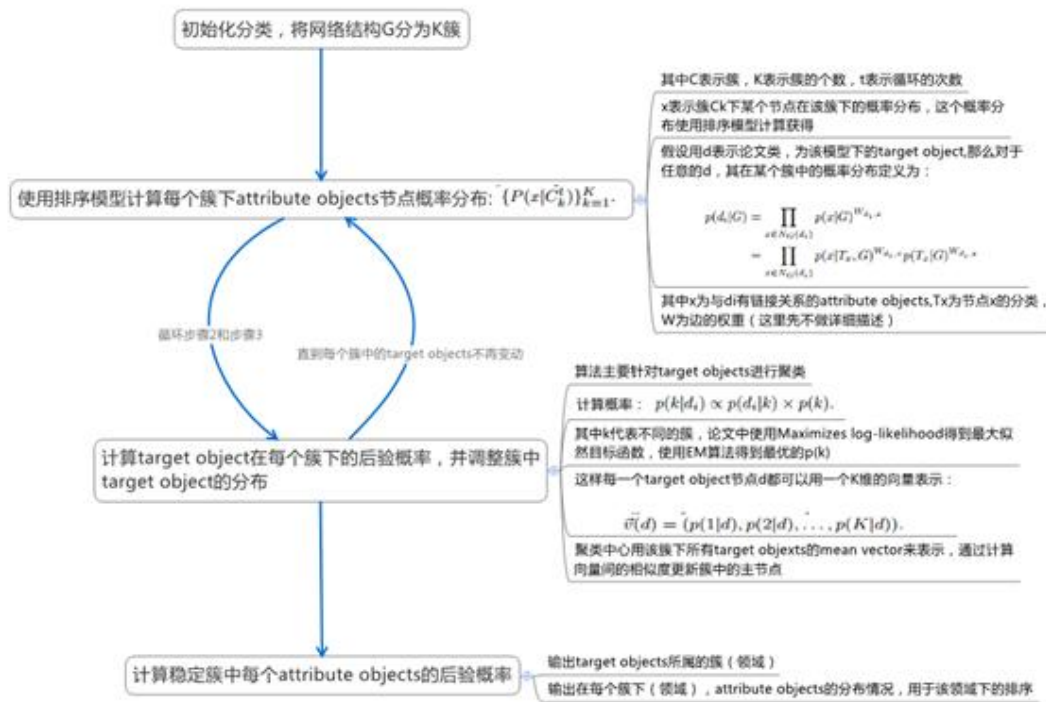 初始化分类，将网络结构G分为K簇
其中C表示簇，K表示簇的个数，t表示循环的次数
x表示簇Ck下某个节点在该簇下的概率分布，这个概率分
布使用排序模型计算获得
假设用d表示论文类，为该模型下的target object,那么对于
任意的d，其在某个簇中的概率分布定义为：
使用排序模型计算每个簇下attribute objects节点概率分布: {P(x|C_k^t)}_{k=1}^K.
p(d_i|G) = ∏_{x∈N_G(d_i)} p(x|G)^{W_{d_i,x}}
= ∏_{x∈N_G(d_i)} p(x|T_x,G)^{W_{d_i,x}} p(T_x|G)^{W_{d_i,x}}
其中x为与di有链接关系的attribute objects,Tx为节点x的分类，
W为边的权重（这里先不做详细描述）
循环步骤2和步骤3
直到每个簇中的target objects不再变动
算法主要针对target objects进行聚类
计算概率： p(k|d_i) ∝ p(d_i|k) × p(k).
其中k代表不同的簇，论文中使用Maximizes log-likelihood得到最大似
然目标函数，使用EM算法得到最优的p(k)
计算target object在每个簇下的后验概率，并调整簇中
target object的分布
这样每一个target object节点d都可以用一个K维的向量表示：
v(d) = (p(1|d), p(2|d), . . . , p(K|d)).
聚类中心用该簇下所有target objexts的mean vector来表示，通过计算
向量间的相似度更新簇中的主节点
计算稳定簇中每个attribute objects的后验概率
输出target objects所属的簇（领域）
输出在每个簇下（领域），attribute objects的分布情况，用于该领域下的排序